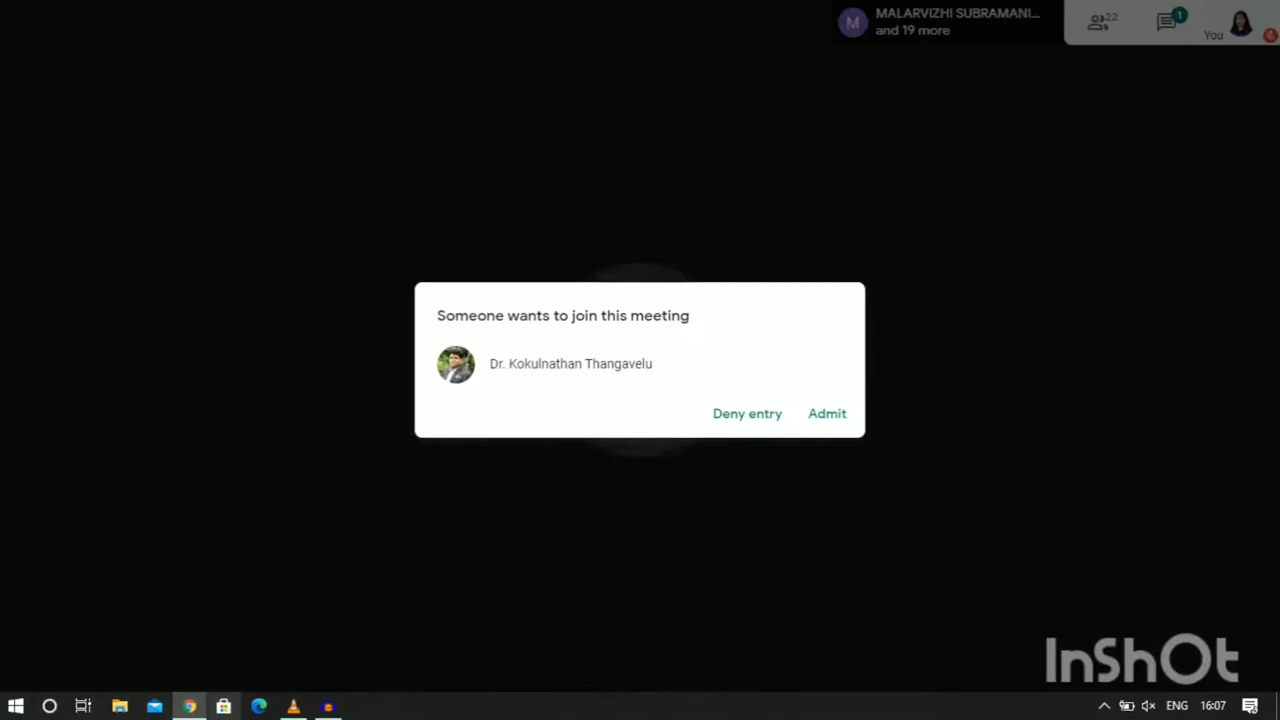 MALARVIZHI SUBRAMANI...
and 19 more
22
1
You
Someone wants to join this meeting
M
Dr. Kokulnathan Thangavelu
Deny entry
Admit
InShOt
ENG
16:07